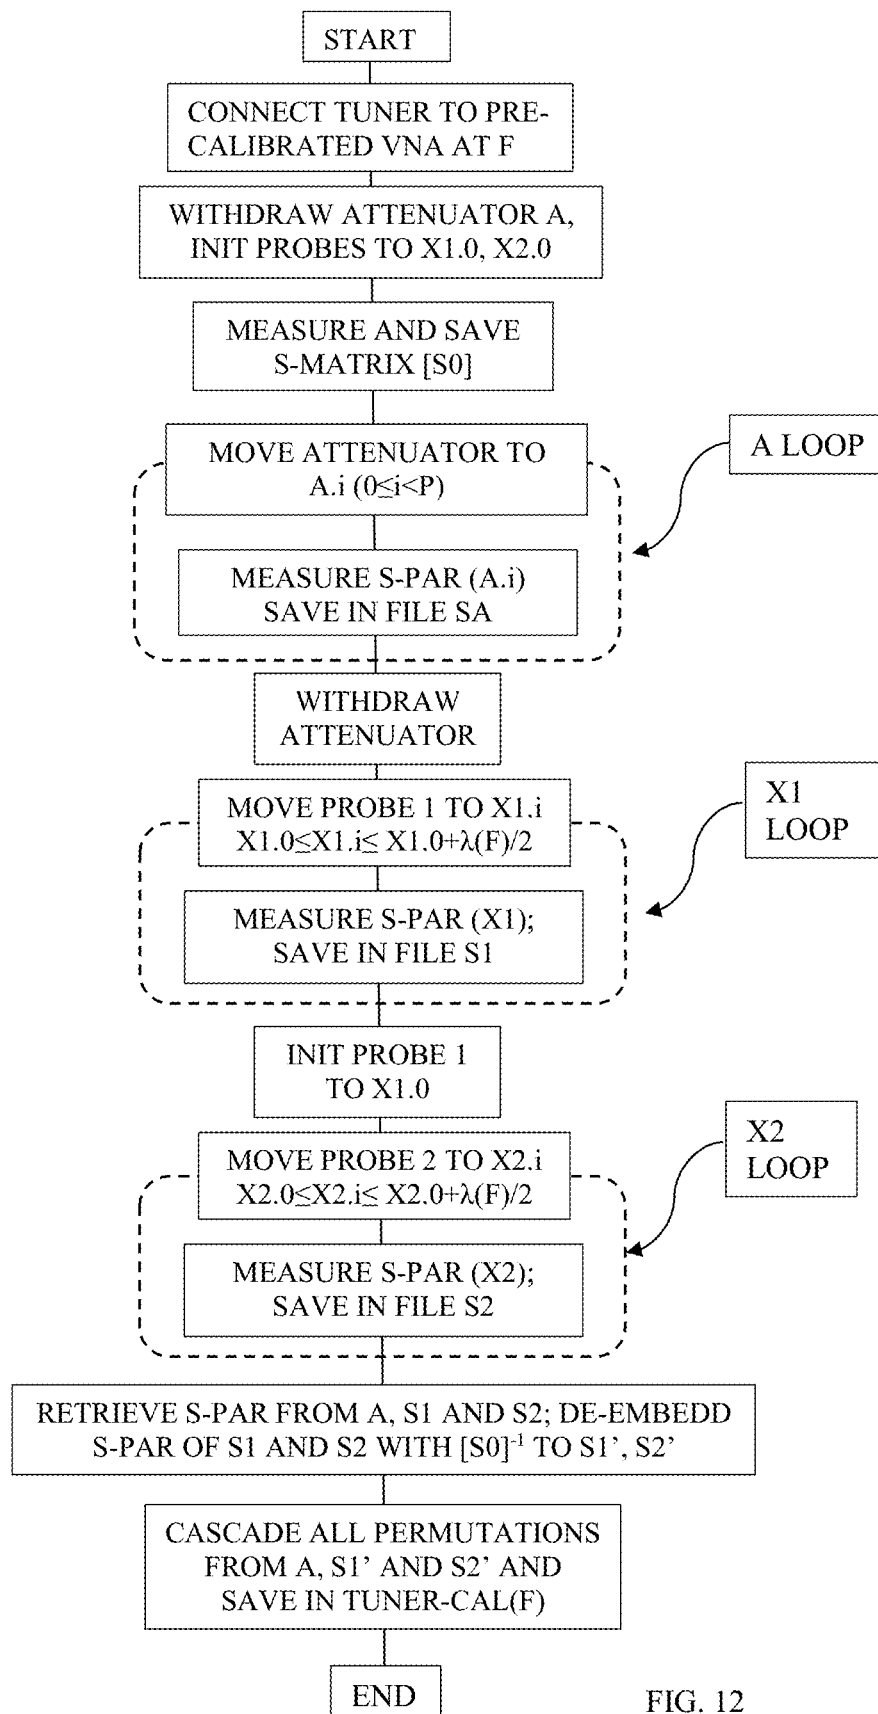 START
CONNECT TUNER TO PRE-
CALIBRATED VNA AT F
WITHDRAW ATTENUATOR A,
INIT PROBES TO X1.0, X2.0
MEASURE AND SAVE
S-MATRIX [S0]
MOVE ATTENUATOR TO
A.i (0≤i<P)
A LOOP
MEASURE S-PAR (A.i)
SAVE IN FILE SA
WITHDRAW
ATTENUATOR
MOVE PROBE 1 TO X1.i
X1.0≤X1.i≤ X1.0+λ(F)/2
X1
LOOP
MEASURE S-PAR (X1);
SAVE IN FILE S1
INIT PROBE 1
TO X1.0
MOVE PROBE 2 TO X2.i
X2.0≤X2.i≤ X2.0+λ(F)/2
X2
LOOP
MEASURE S-PAR (X2);
SAVE IN FILE S2
RETRIEVE S-PAR FROM A, S1 AND S2; DE-EMBEDD
S-PAR OF S1 AND S2 WITH [S0]⁻¹ TO S1’, S2’
CASCADE ALL PERMUTATIONS
FROM A, S1’ AND S2’ AND
SAVE IN TUNER-CAL(F)
END
FIG. 12